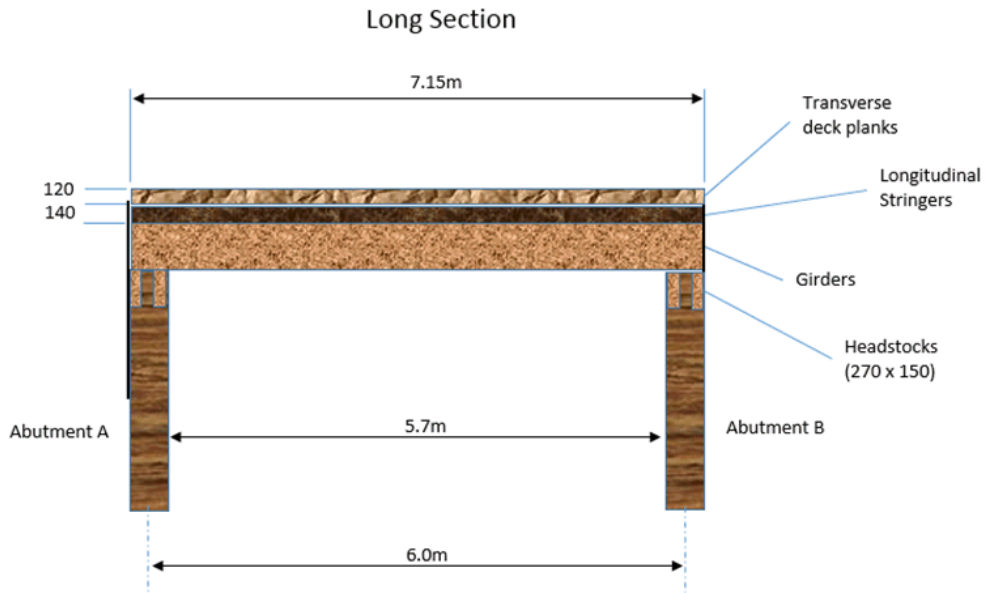 Long Section
7.15m
Transverse
deck planks
120
Longitudinal
Stringers
140
Girders
Headstocks
(270 x 150)
Abutment A
5.7m
Abutment B
6.0m